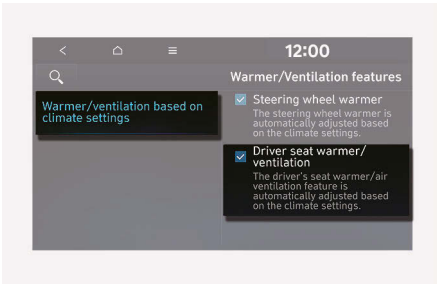 12:00
Warmer/Ventilation features
Warmer/ventilation based on
climate settings
Steering wheel warmer
The steering wheel warmer is
automatically adjusted based
on the climate settings.
Driver seat warmer/
ventilation
The driver's seat warmer/air
ventilation feature is
automatically adjusted based
on the climate settings.